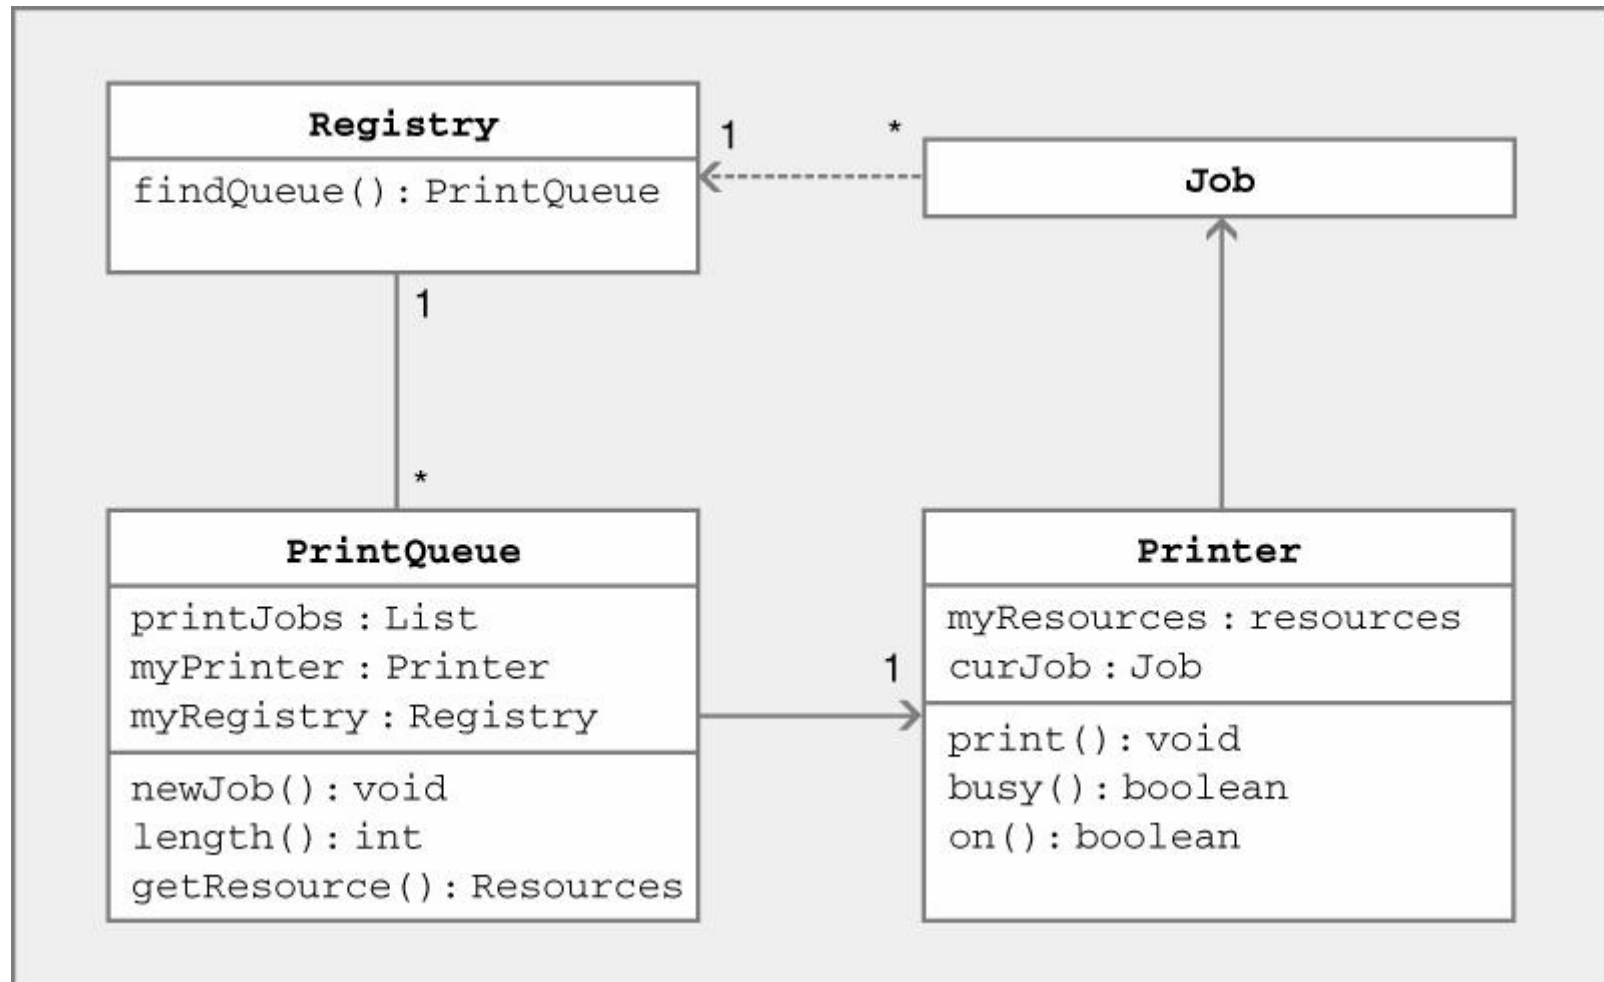 Registry
findQueue(): PrintQueue
1
*
Job
1
*
PrintQueue
printJobs : List
myPrinter : Printer
myRegistry : Registry
newJob(): void
length(): int
getResource(): Resources
1
Printer
myResources : resources
curJob : Job
print(): void
busy(): boolean
on(): boolean